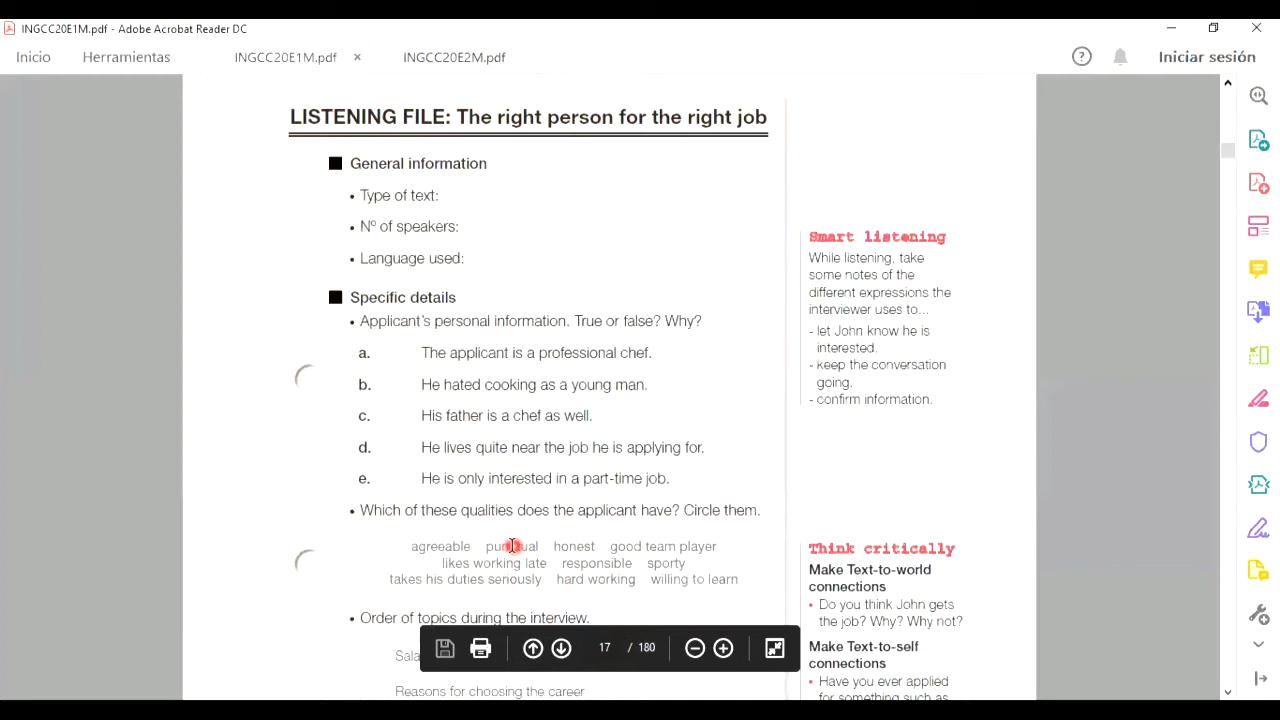 INGCC20E1M.pdf - Adobe Acrobat Reader DC
Inicio Herramientas INGCC20E1M.pdf × INGCC20E2M.pdf ? Iniciar sesión
LISTENING FILE: The right person for the right job
■ General information
• Type of text:
• Nº of speakers:
• Language used:
■ Specific details
• Applicant's personal information. True or false? Why?
a. The applicant is a professional chef.
b. He hated cooking as a young man.
c. His father is a chef as well.
d. He lives quite near the job he is applying for.
e. He is only interested in a part-time job.
• Which of these qualities does the applicant have? Circle them.
agreeable punctual honest good team player
likes working late responsible sporty
takes his duties seriously hard working willing to learn
• Order of topics during the interview.
Reasons for choosing the career
Smart listening
While listening, take
some notes of the
different expressions the
interviewer uses to...
- let John know he is
interested.
- keep the conversation
going.
- confirm information.
Think critically
Make Text-to-world
connections
• Do you think John gets
the job? Why? Why not?
Make Text-to-self
connections
• Have you ever applied
for something such as
17 / 180